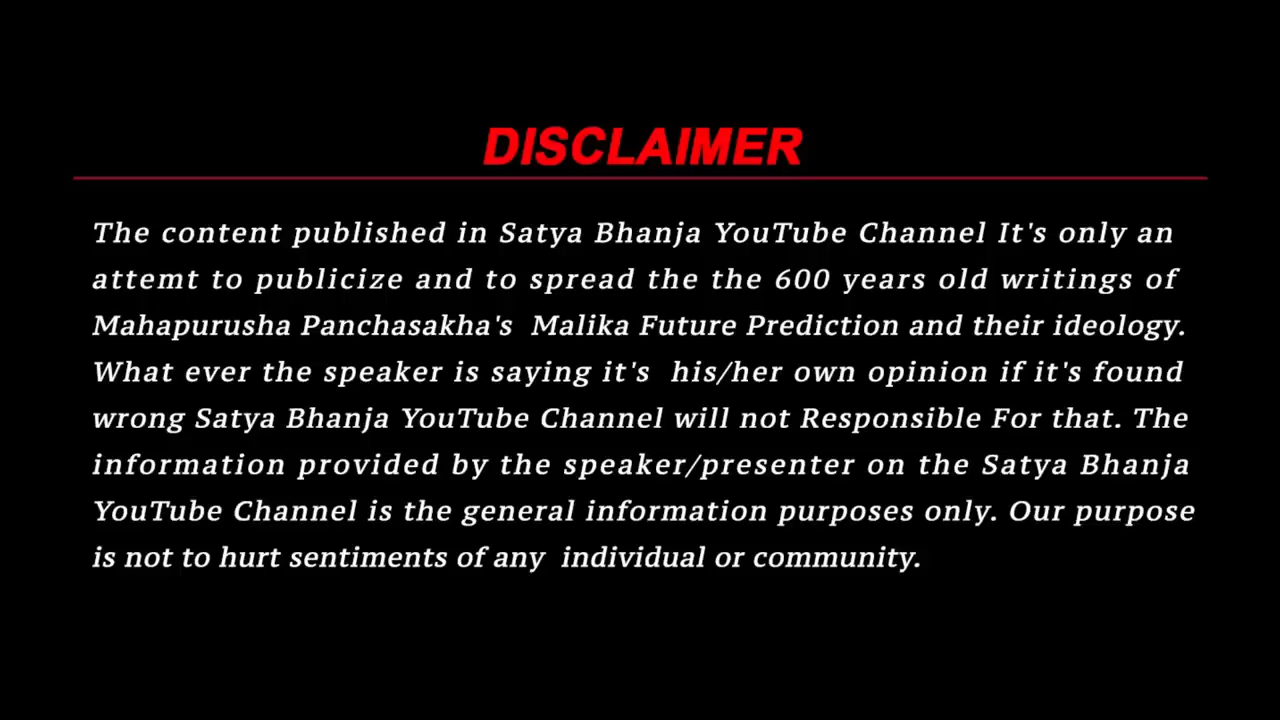 DISCLAIMER
The content published in Satya Bhanja YouTube Channel It's only an
attemt to publicize and to spread the the 600 years old writings of
Mahapurusha Panchasakha's Malika Future Prediction and their ideology.
What ever the speaker is saying it's his/her own opinion if it's found
wrong Satya Bhanja YouTube Channel will not Responsible For that. The
information provided by the speaker/presenter on the Satya Bhanja
YouTube Channel is the general information purposes only. Our purpose
is not to hurt sentiments of any individual or community.